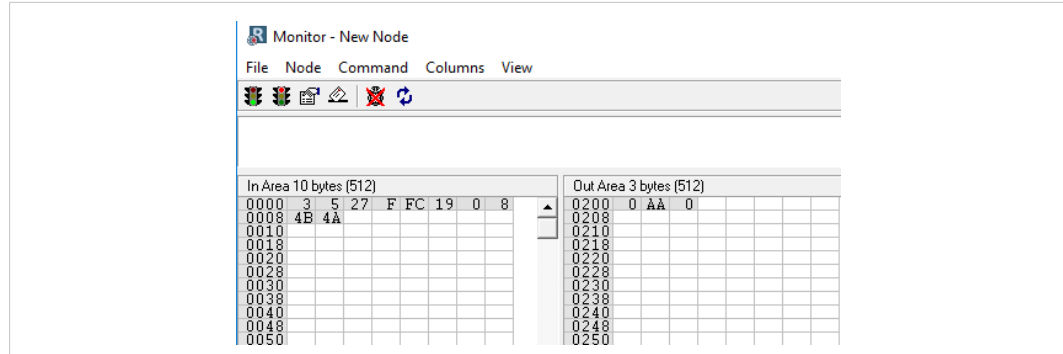 Monitor - New Node
File Node Command Columns View
In Area 10 bytes (512)
0000 3 5 27 F FC 19 0 8
0008 4B 4A
0010
0018
0020
0028
0030
0038
0040
0048
0050
Out Area 3 bytes (512)
0200 0 AA 0
0208
0210
0218
0220
0228
0230
0238
0240
0248
0250